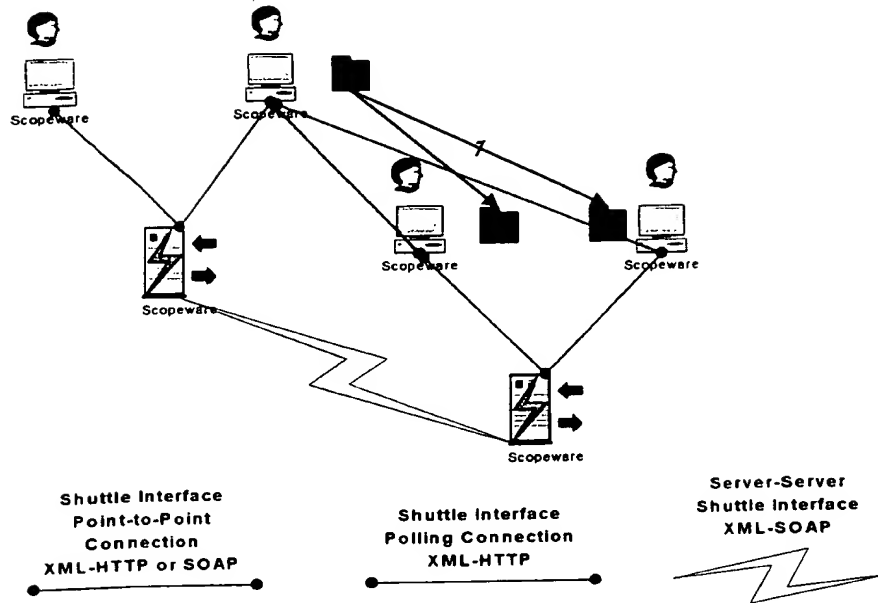 Scopeware
Scopeware
7
Scopeware
Scopeware
Scopeware
Scopeware
Shuttle Interface
Point-to-Point
Connection
XML-HTTP or SOAP
Shuttle Interface
Polling Connection
XML-HTTP
Server-Server
Shuttle Interface
XML-SOAP